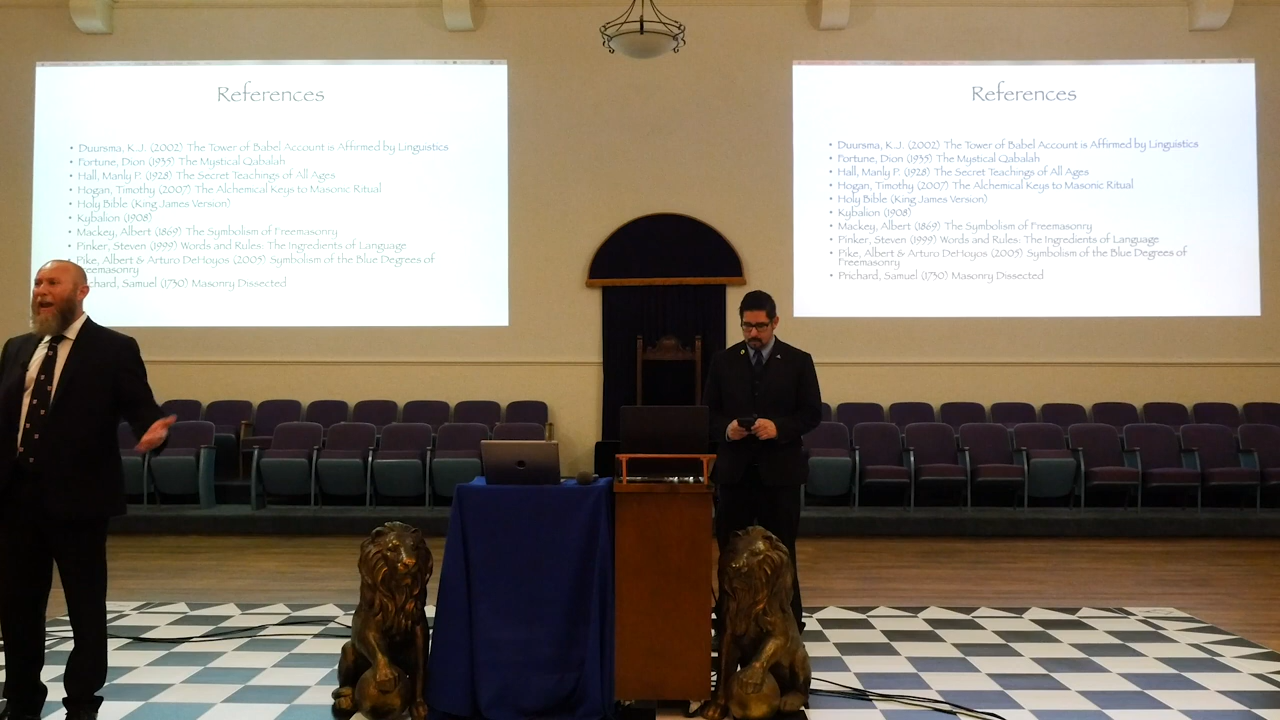 References
• Duursma, K.J. (2002) The Tower of Babel Account is Affirmed by Linguistics
• Fortune, Dion (1935) The Mystical Qabalah
• Hall, Manly P. (1928) The Secret Teachings of All Ages
• Hogan, Timothy (2007) The Alchemical Keys to Masonic Ritual
• Holy Bible (King James Version)
• Kybalion (1908)
• Mackey, Albert (1869) The Symbolism of Freemasonry
• Pinker, Steven (1999) Words and Rules: The Ingredients of Language
• Pike, Albert & Arturo DeHoyos (2005) Symbolism of the Blue Degrees of
Freemasonry
chard, Samuel (1730) Masonry Dissected
References
• Duursma, K.J. (2002) The Tower of Babel Account is Affirmed by Linguistics
• Fortune, Dion (1935) The Mystical Qabalah
• Hall, Manly P. (1928) The Secret Teachings of All Ages
• Hogan, Timothy (2007) The Alchemical Keys to Masonic Ritual
• Holy Bible (King James Version)
• Kybalion (1908)
• Mackey, Albert (1869) The Symbolism of Freemasonry
• Pinker, Steven (1999) Words and Rules: The Ingredients of Language
• Pike, Albert & Arturo DeHoyos (2005) Symbolism of the Blue Degrees of
Freemasonry
• Prichard, Samuel (1730) Masonry Dissected